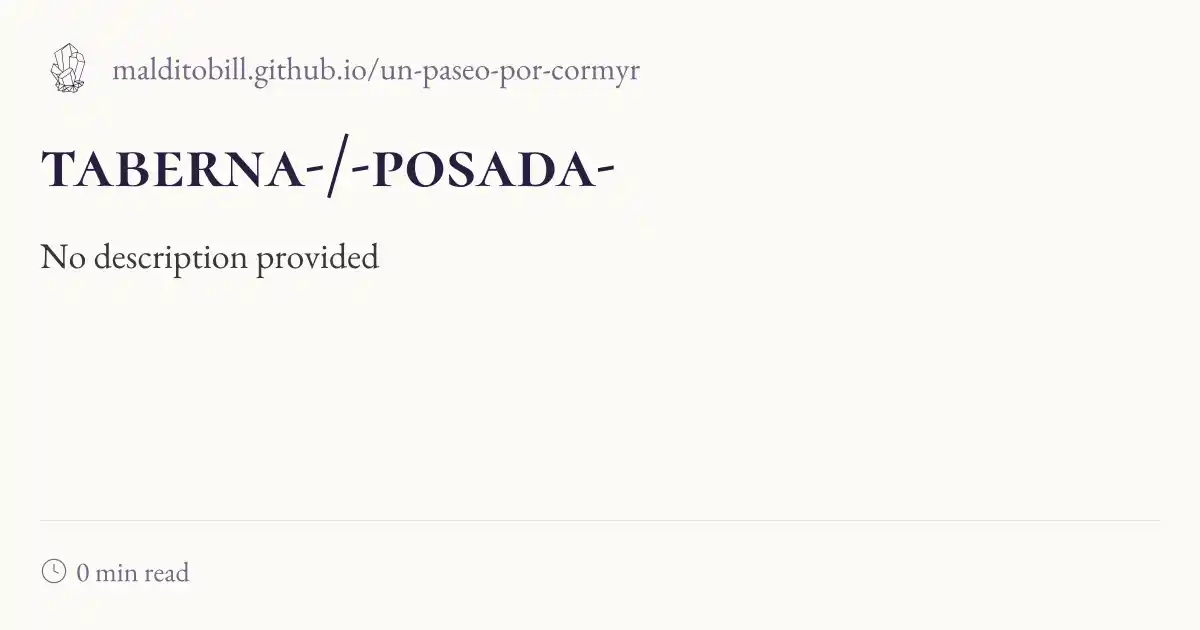 malditobill.github.io/un-paseo-por-cormyr
TABERNA-/-POSADA-
No description provided
0 min read